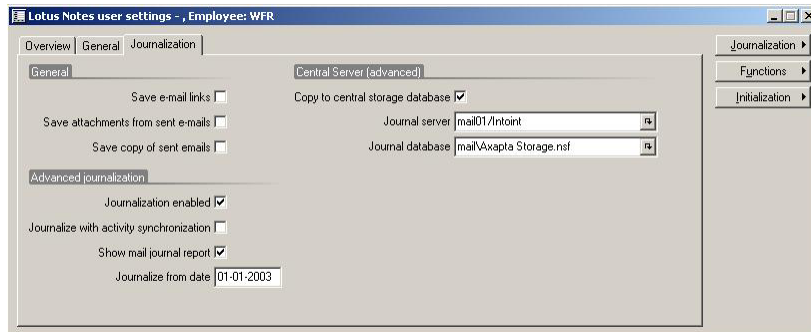 Lotus Notes user settings - , Employee: WFR
Overview General Journalization
General
Save e-mail links
Save attachments from sent e-mails
Save copy of sent emails
Advanced journalization
Journalization enabled
Journalize with activity synchronization
Show mail journal report
Journalize from date 01-01-2003
Central Server (advanced)
Copy to central storage database
Journal server mail01/Intoint
Journal database mail\Axapta Storage.nsf
Journalization
Functions
Initialization